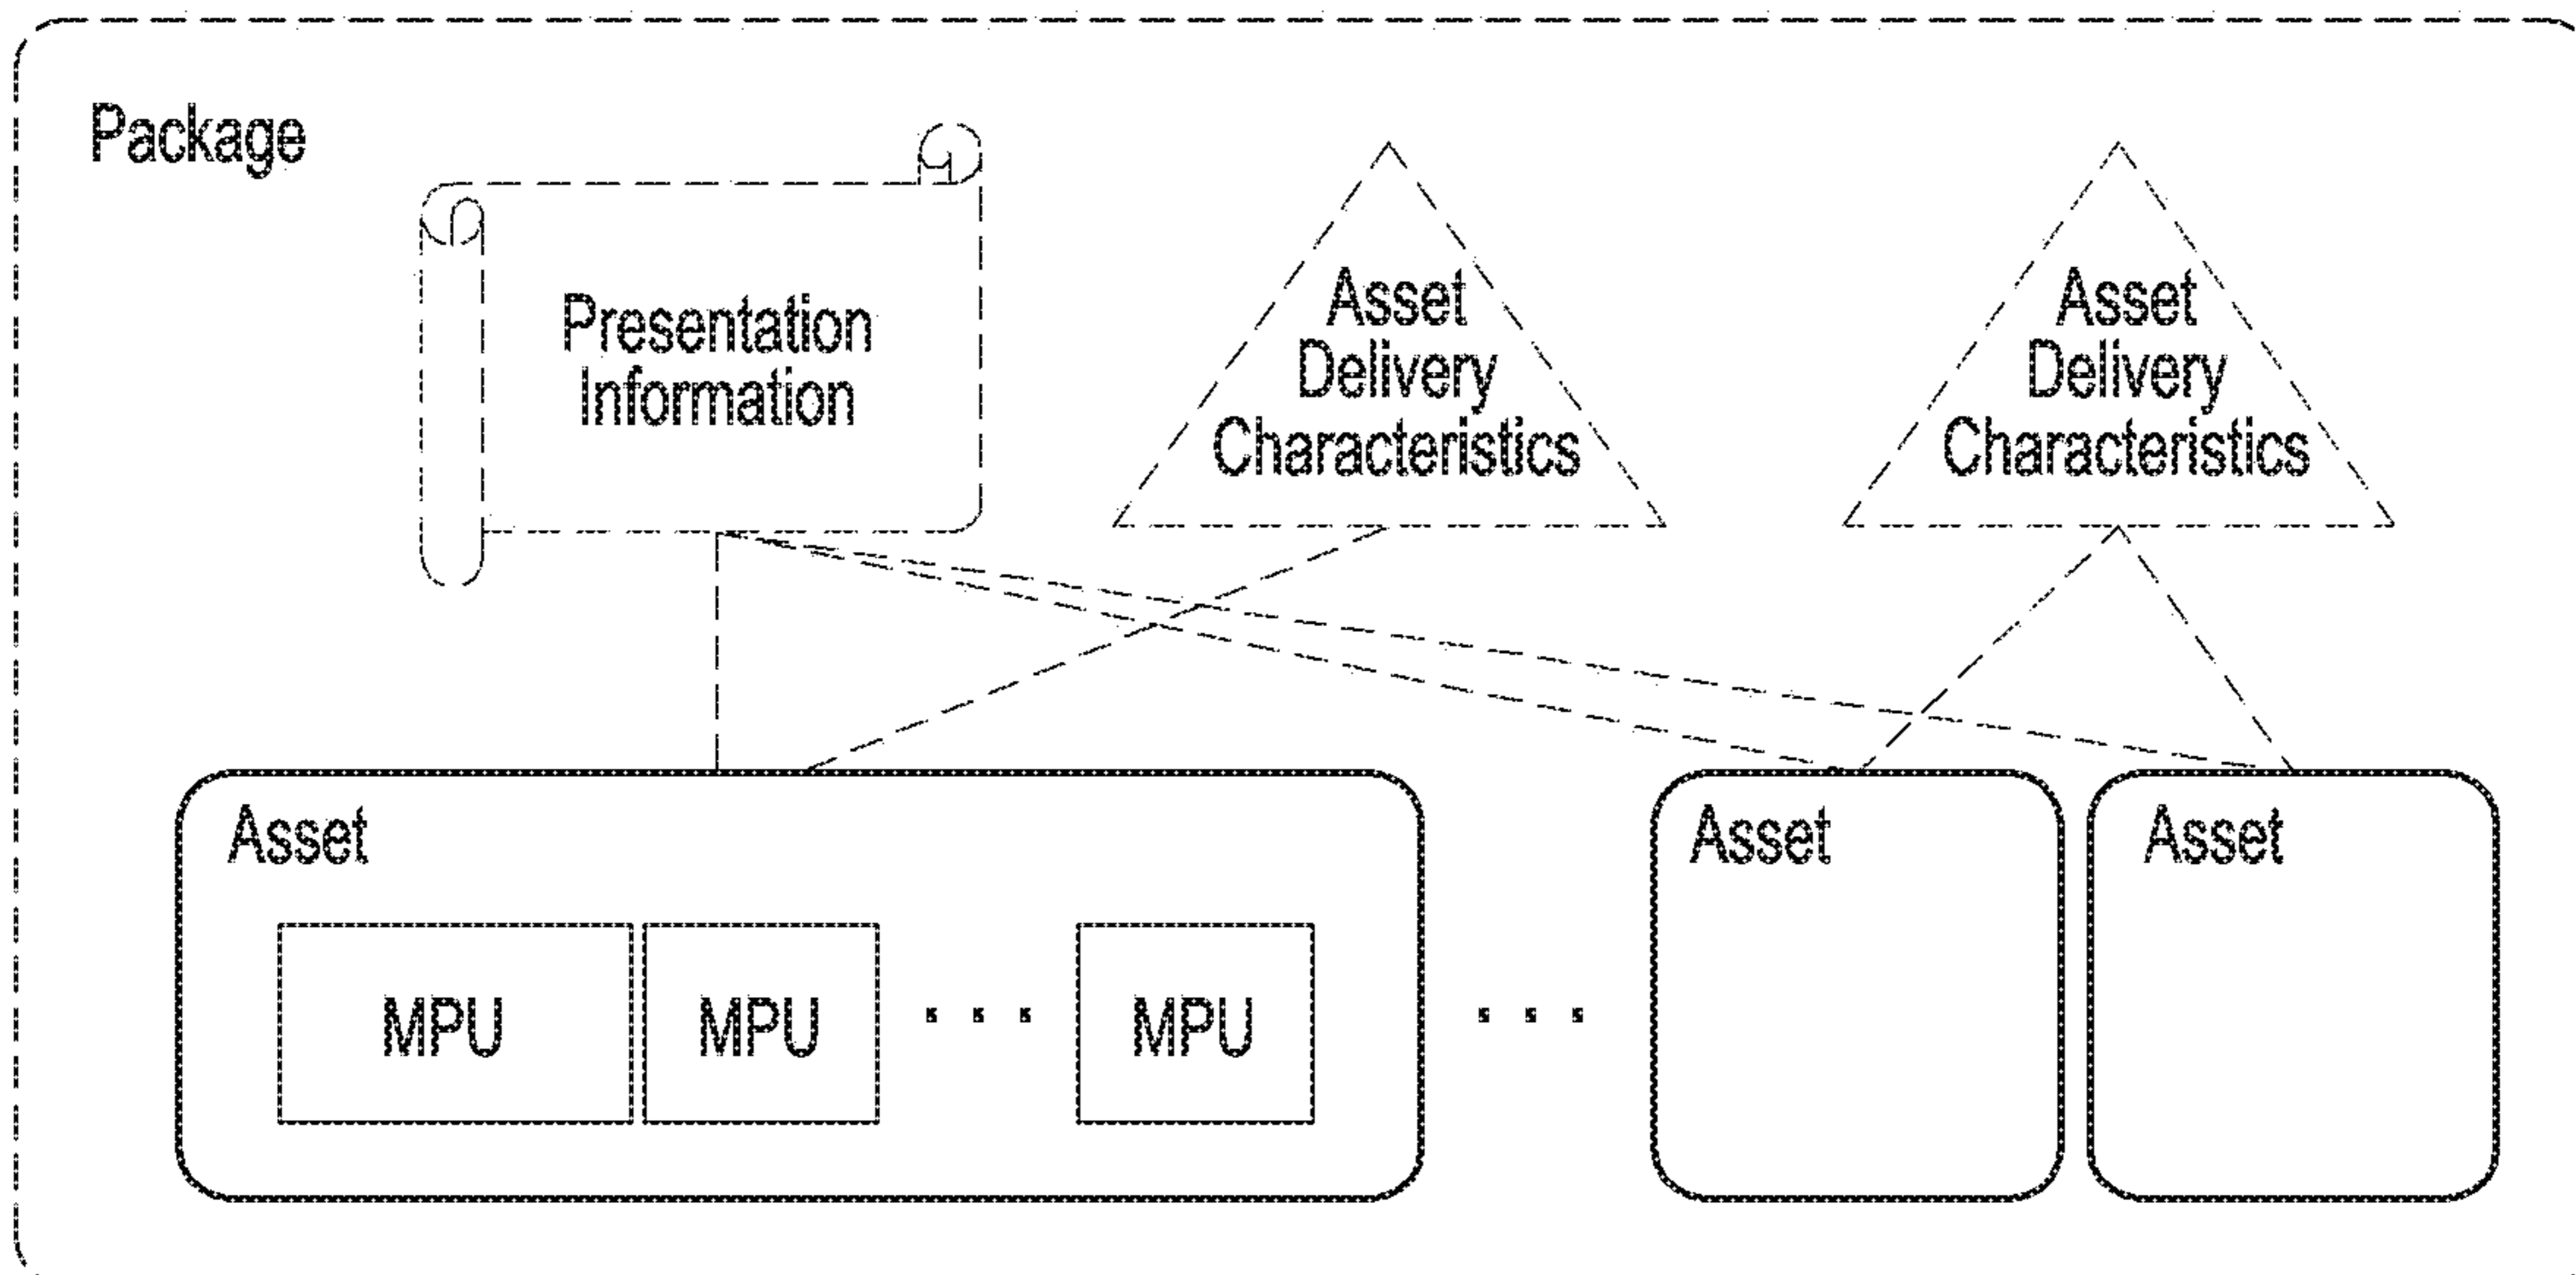 Package
Presentation
Information
Asset
Delivery
Characteristics
Asset
Delivery
Characteristics
Asset
MPU
MPU
MPU
Asset
Asset